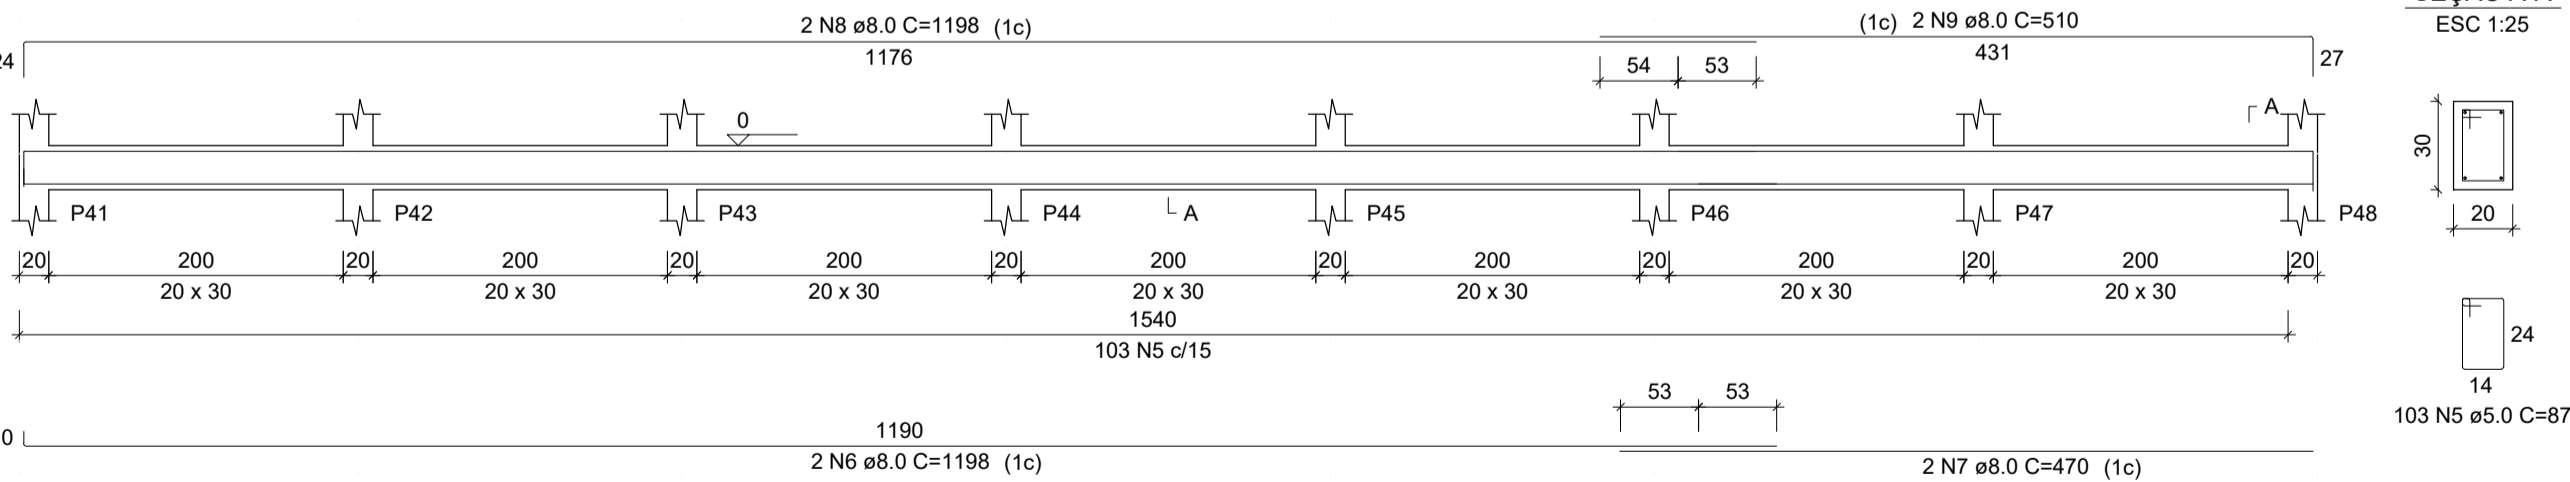 2 N8 ø8.0 C=1198 (1c)
(1c) 2 N9 ø8.0 C=510
ESC 1:25
24
1176
54
53
431
27
0
A
30
P41
P42
P43
P44
A
P45
P46
P47
P48
20
20
200
20
200
20
200
20
200
20
200
20
200
20
200
20
20 x 30
20 x 30
20 x 30
20 x 30
20 x 30
20 x 30
20 x 30
1540
24
103 N5 c/15
14
53
53
103 N5 ø5.0 C=87
0
1190
2 N6 ø8.0 C=1198 (1c)
2 N7 ø8.0 C=470 (1c)